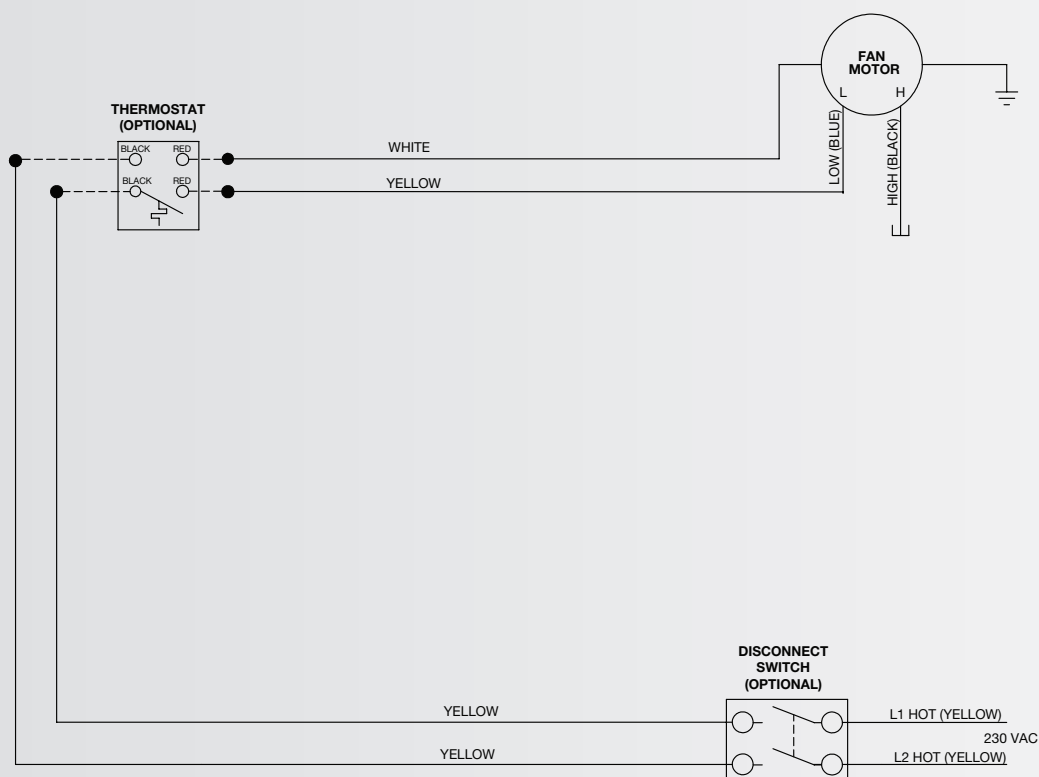 FAN
MOTOR
L H
LOW (BLUE)
HIGH (BLACK)
THERMOSTAT
(OPTIONAL)
BLACK RED
BLACK RED
WHITE
YELLOW
DISCONNECT
SWITCH
(OPTIONAL)
YELLOW
L1 HOT (YELLOW)
230 VAC
YELLOW
L2 HOT (YELLOW)